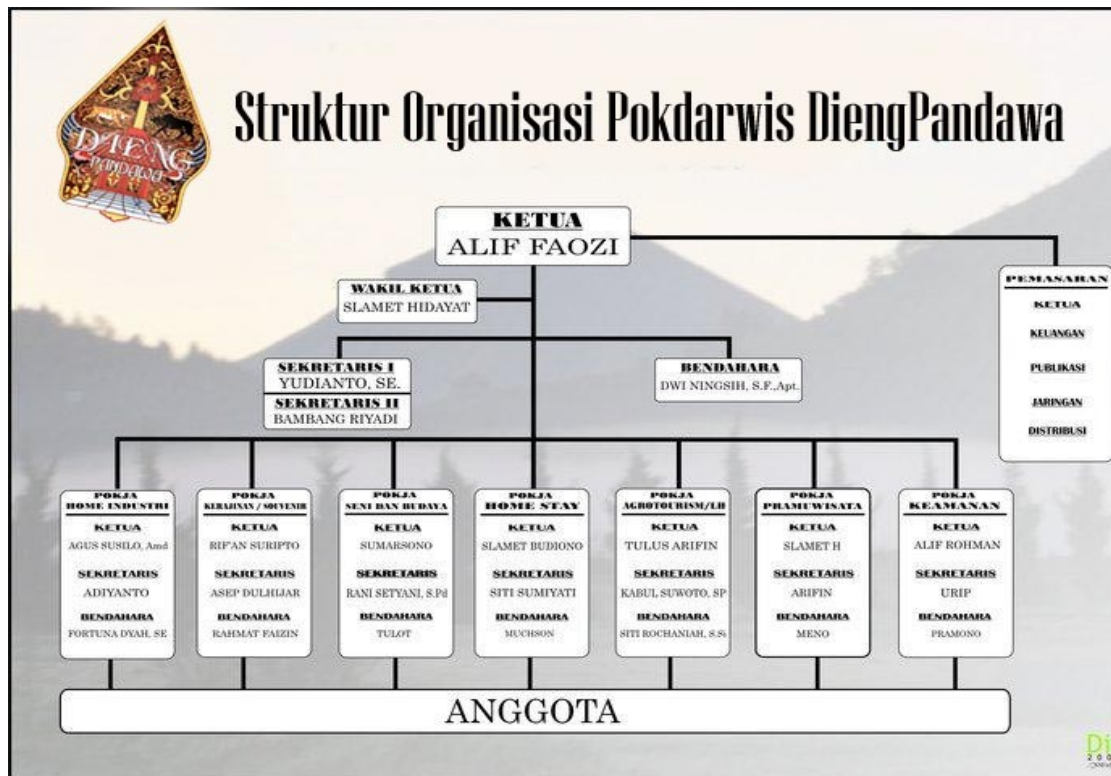 DIENG
PANDAWA
Struktur Organisasi Pokdarwis DiengPandawa
KETUA
ALIF FAOZI
WAKIL KETUA
SLAMET HIDAYAT
SEKRETARIS I
YUDIANTO, SE.
SEKRETARIS II
BAMBANG RIYADI
BENDAHARA
DWI NINGSIH, S.F.,Apt.
PEMASARAN
KETUA
KEUANGAN
PUBLIKASI
JARINGAN
DISTRIBUSI
POKJA
HOME INDUSTRI
KETUA
AGUS SUSILO, Amd
SEKRETARIS
ADIYANTO
BENDAHARA
FORTUNA DYAH, SE
POKJA
KERAJINAN / SOUVENIR
KETUA
RIF'AN SURIPTO
SEKRETARIS
ASEP DULHIJAR
BENDAHARA
RAHMAT FAIZIN
POKJA
SENI DAN BUDAYA
KETUA
SUMARSONO
SEKRETARIS
RANI SETYANI, S.Pd
BENDAHARA
TULOT
POKJA
HOME STAY
KETUA
SLAMET BUDIONO
SEKRETARIS
SITI SUMIYATI
BENDAHARA
MUCHSON
POKJA
AGROTOURISM/LH
KETUA
TULUS ARIFIN
SEKRETARIS
KABUL SUWOTO, SP
BENDAHARA
SITI ROCHANIAH, S.Si
POKJA
PRAMUWISATA
KETUA
SLAMET H
SEKRETARIS
ARIFIN
BENDAHARA
MENO
POKJA
KEAMANAN
KETUA
ALIF ROHMAN
SEKRETARIS
URIP
BENDAHARA
PRAMONO
ANGGOTA
Di
200